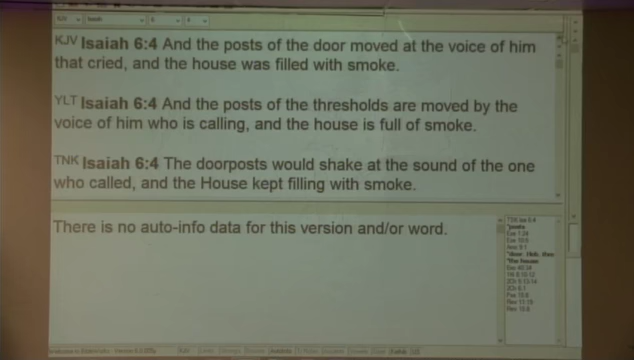 KJV Isaiah 6 4
KJV Isaiah 6:4 And the posts of the door moved at the voice of him
that cried, and the house was filled with smoke.
YLT Isaiah 6:4 And the posts of the thresholds are moved by the
voice of him who is calling, and the house is full of smoke.
TNK Isaiah 6:4 The doorposts would shake at the sound of the one
who called, and the House kept filling with smoke.
There is no auto-info data for this version and/or word.